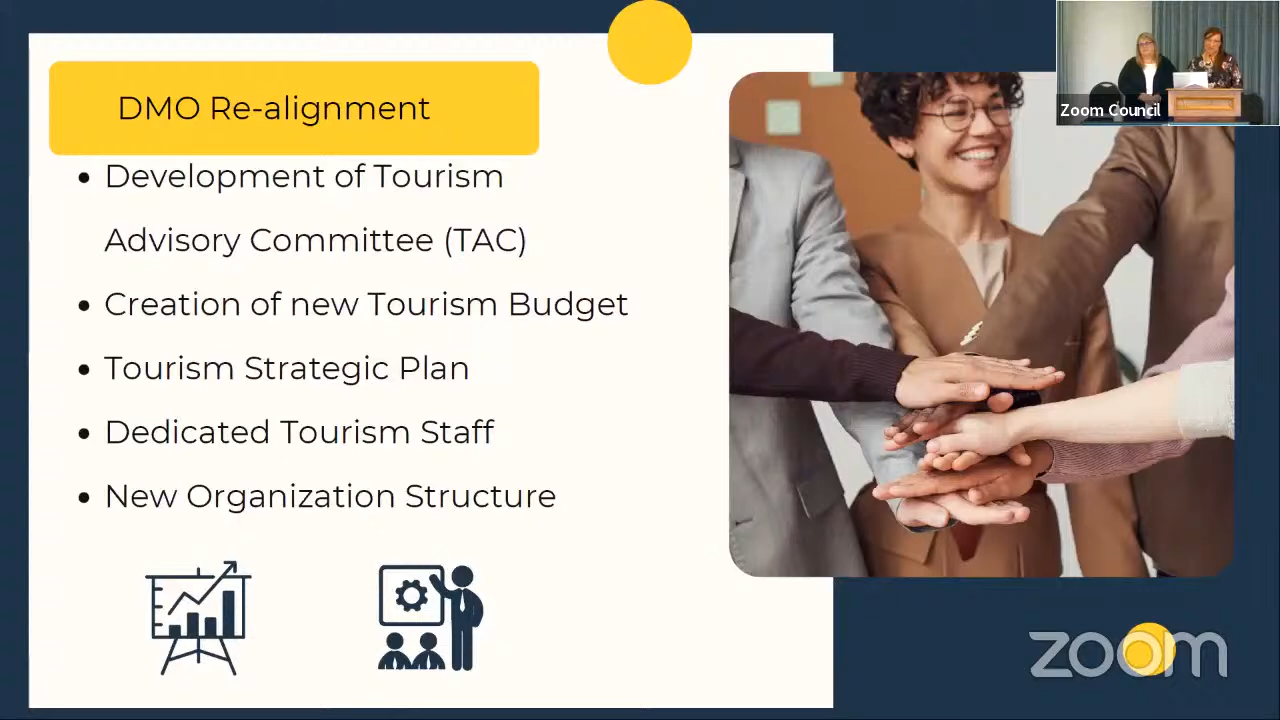 DMO Re-alignment
Development of Tourism
Advisory Committee (TAC)
Creation of new Tourism Budget
Tourism Strategic Plan
Dedicated Tourism Staff
New Organization Structure
Zoom Council
zoom